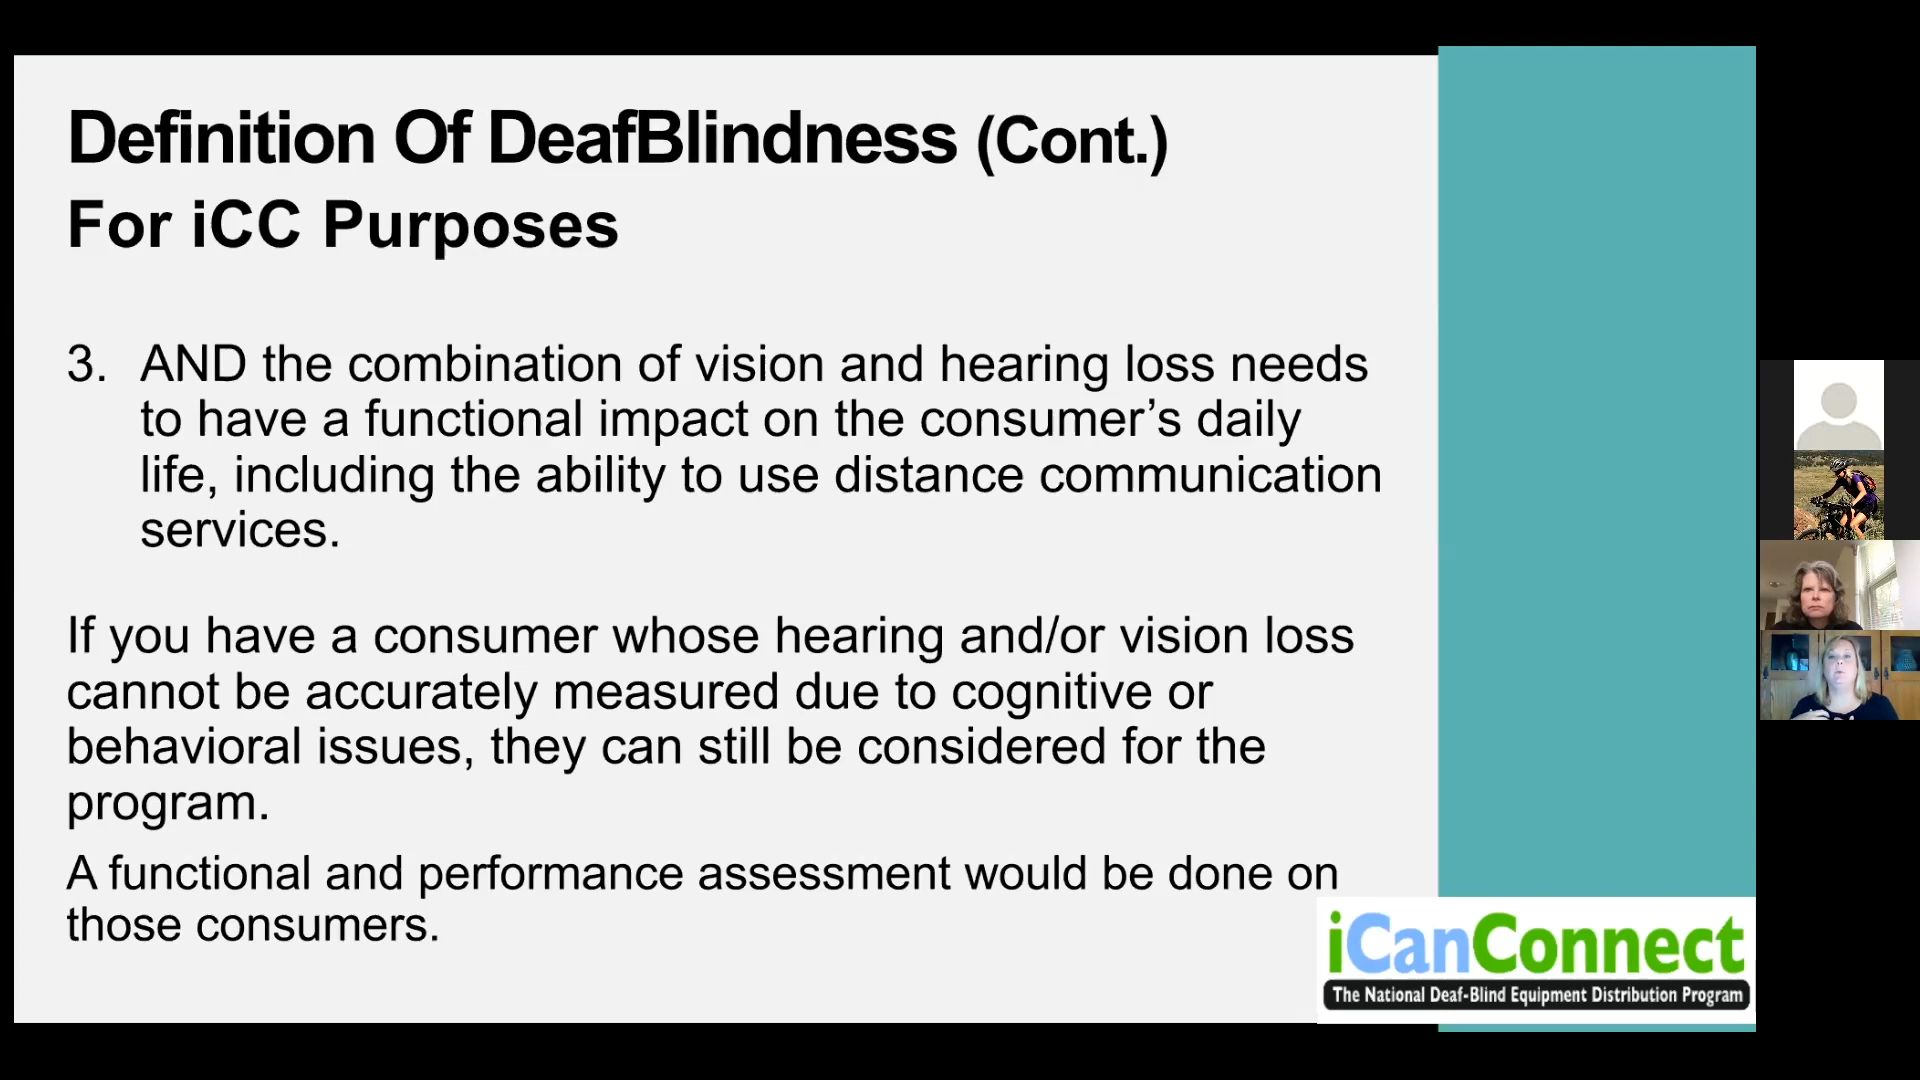 Definition Of DeafBlindness (Cont.)
For iCC Purposes
3. AND the combination of vision and hearing loss needs
to have a functional impact on the consumer’s daily
life, including the ability to use distance communication
services.
If you have a consumer whose hearing and/or vision loss
cannot be accurately measured due to cognitive or
behavioral issues, they can still be considered for the
program.
A functional and performance assessment would be done on
those consumers.
iCanConnect
The National Deaf-Blind Equipment Distribution Program